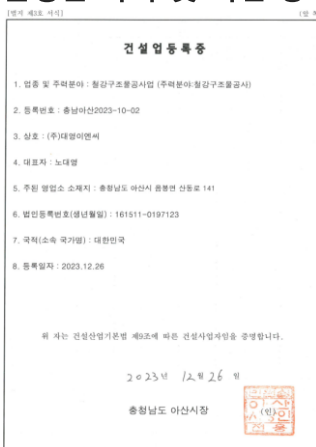 [별지 제3호 서식]
건설업등록증
1. 업종 및 주력분야 : 철강구조물공사업 (주력분야:철강구조물공사)
2. 등록번호 : 충남아산2023-10-02
3. 상호 : (주)대영이앤씨
4. 대표자 : 노대영
5. 주된 영업소 소재지 : 충청남도 아산시 음봉면 산동로 141
6. 법인등록번호(생년월일) : 161511-0197123
7. 국적(소속 국가명) : 대한민국
8. 등록일자 : 2023.12.26
위 자는 건설산업기본법 제9조에 따른 건설사업자임을 증명합니다.
2023년 12월 26일
충청남도 아산시장 (인)